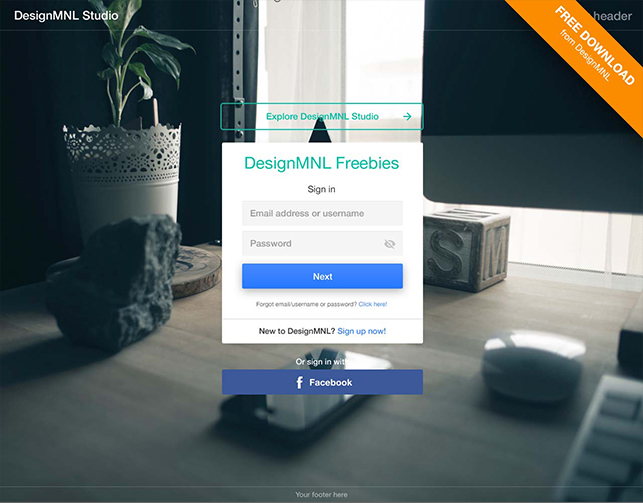 DesignMNL Studio
header
FREE DOWNLOAD
from DesignMNL
Explore DesignMNL Studio
DesignMNL Freebies
Sign in
Email address or username
Password
Next
Forgot email/username or password? Click here!
New to DesignMNL? Sign up now!
Or sign in with
f Facebook
S
M
Your footer here